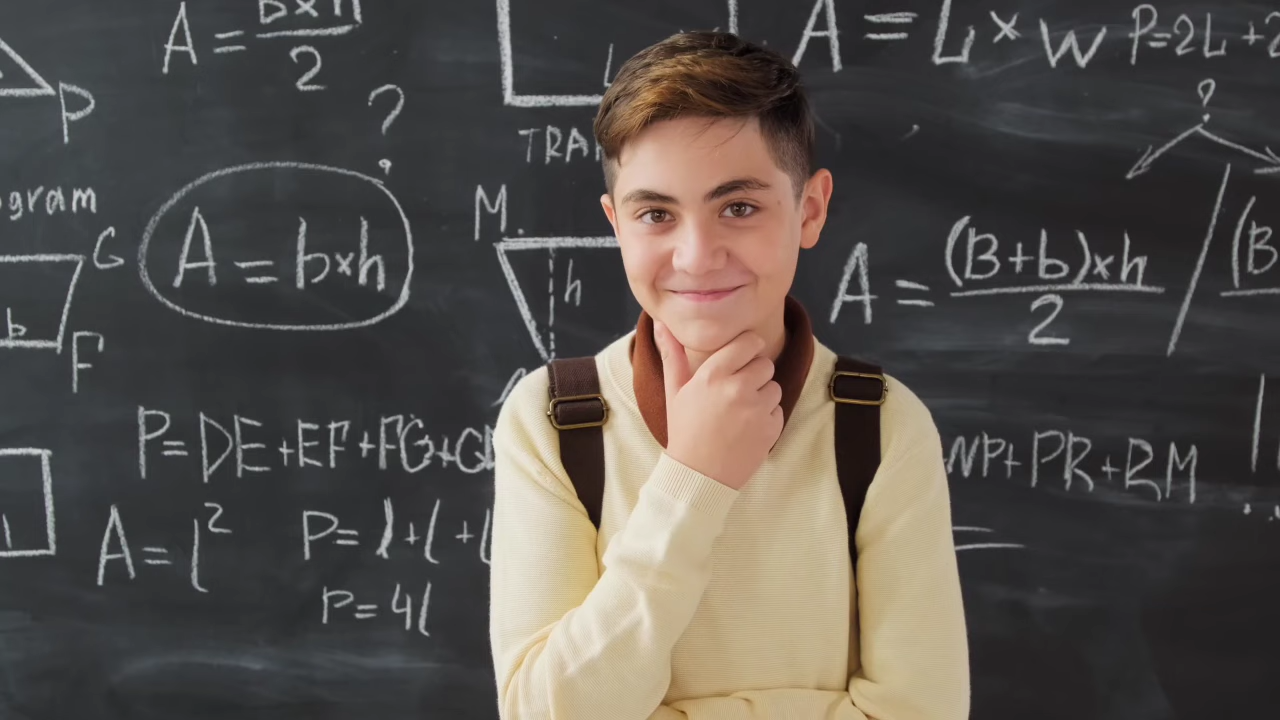 A = b×h / 2
A = L × W
P=2L +2
P
?
?
TRA
gram
M
G
A = b×h
h
A = (B+b)×h / 2
/
(B
b
F
P= DE+EF+FG+G
NP+PR+RM
A = l²
P= l+l+l
P= 4l